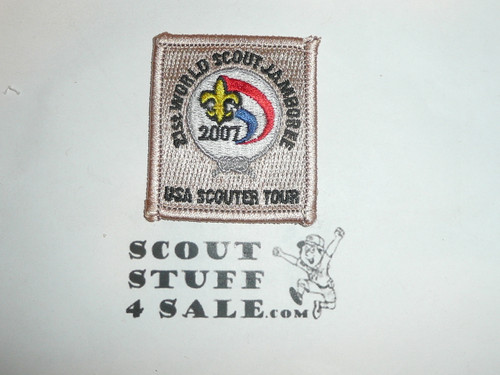 21st WORLD SCOUT JAMBOREE
2007
USA SCOUTER TOUR
SCOUT
STUFF
4 SALE.COM